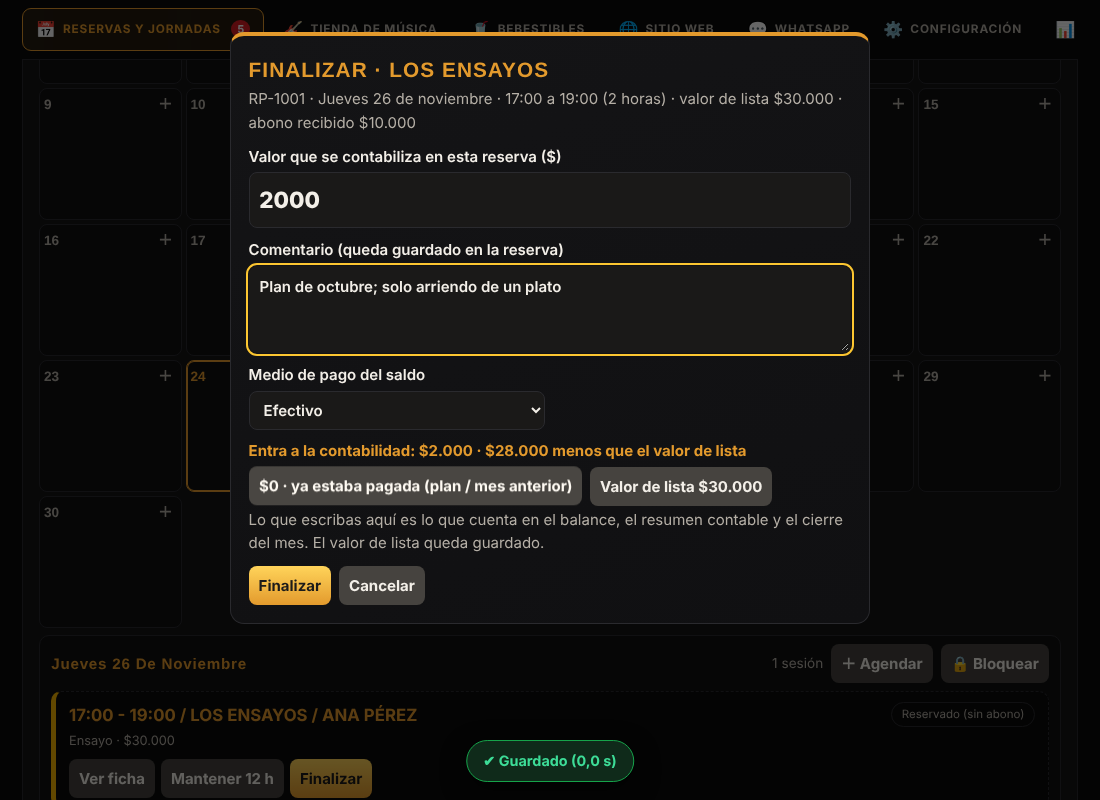 RESERVAS Y JORNADAS 5 TIENDA DE MÚSICA BEBESTIBLES SITIO WEB WHATSAPP CONFIGURACIÓN
FINALIZAR · LOS ENSAYOS
RP-1001 · Jueves 26 de noviembre · 17:00 a 19:00 (2 horas) · valor de lista $30.000 ·
abono recibido $10.000
Valor que se contabiliza en esta reserva ($)
2000
Comentario (queda guardado en la reserva)
Plan de octubre; solo arriendo de un plato
Medio de pago del saldo
Efectivo
Entra a la contabilidad: $2.000 · $28.000 menos que el valor de lista
$0 · ya estaba pagada (plan / mes anterior) Valor de lista $30.000
Lo que escribas aquí es lo que cuenta en el balance, el resumen contable y el cierre
del mes. El valor de lista queda guardado.
Finalizar Cancelar
9 + 10 + 15 +
16 + 17 + 22 +
23 + 24 + 29 +
30 +
Jueves 26 De Noviembre 1 sesión + Agendar Bloquear
17:00 - 19:00 / LOS ENSAYOS / ANA PÉREZ Reservado (sin abono)
Ensayo · $30.000
Ver ficha Mantener 12 h Finalizar
✔ Guardado (0,0 s)